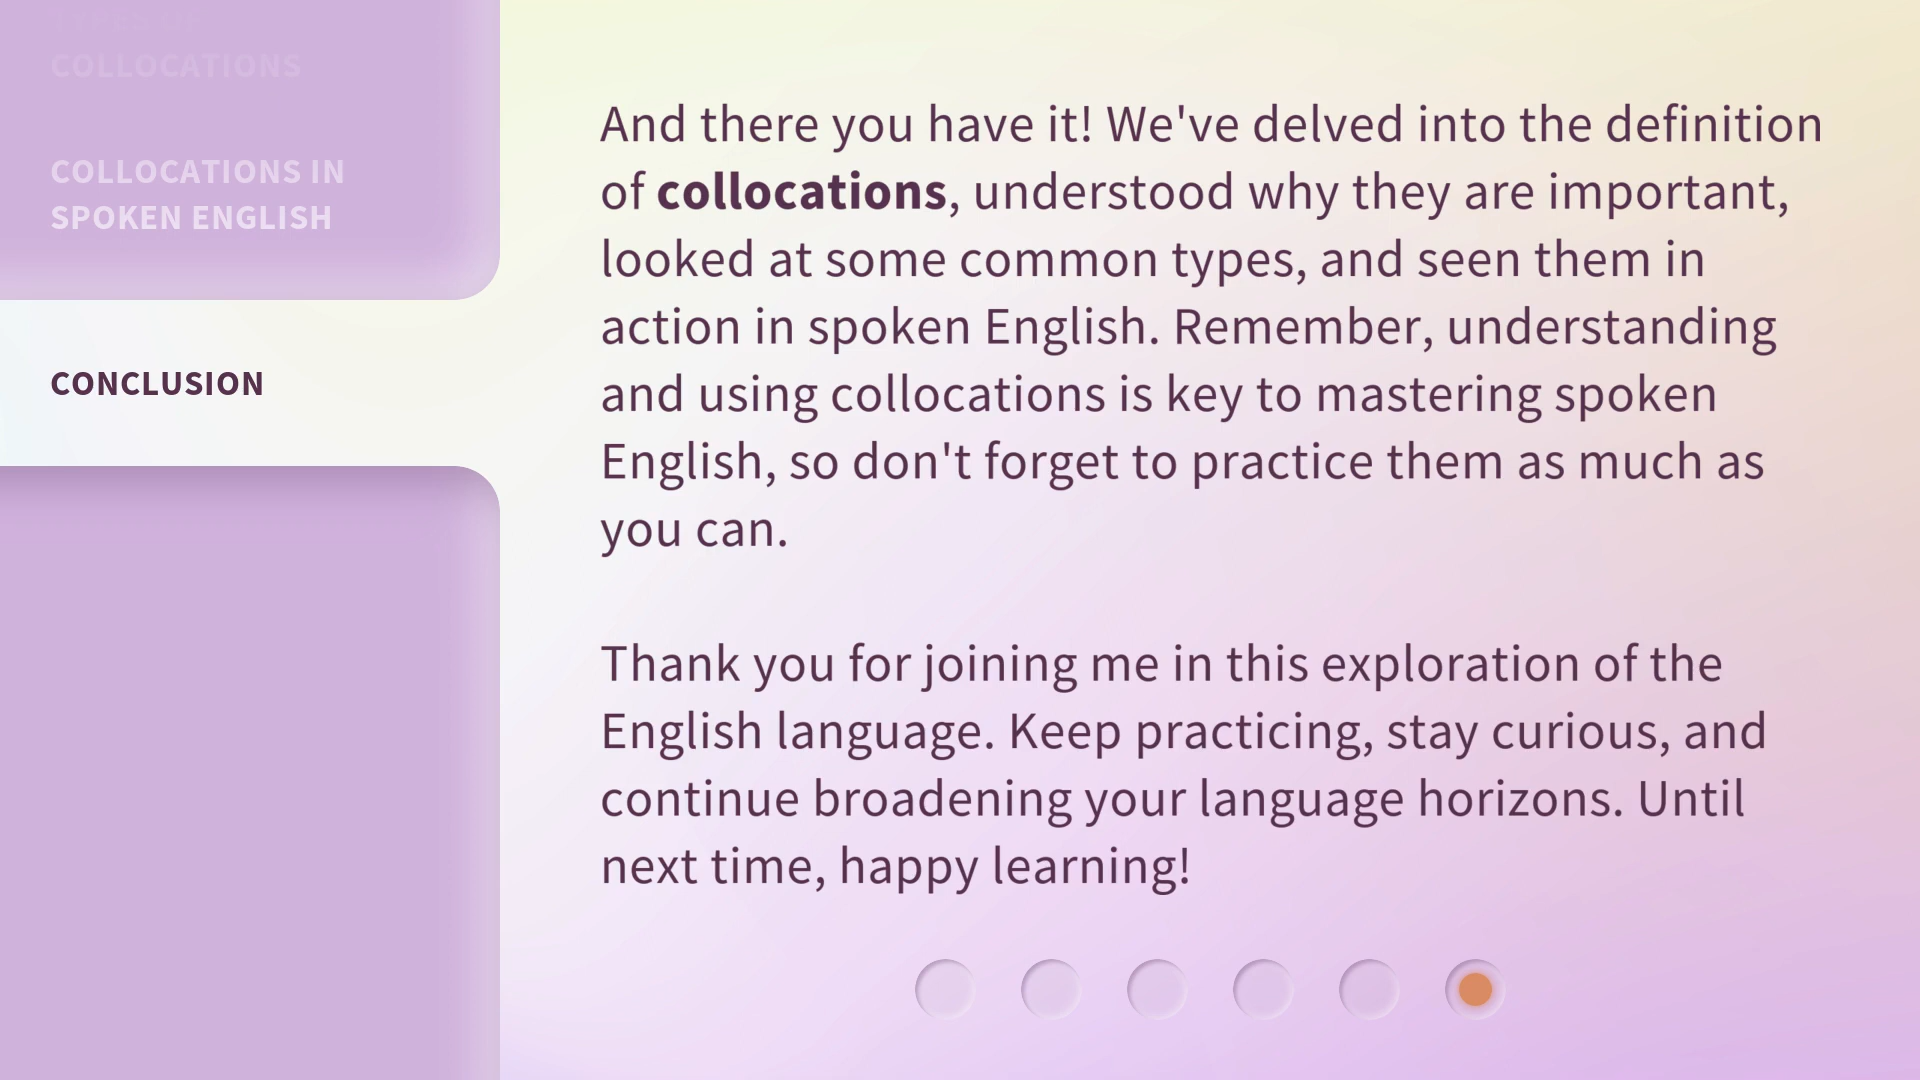 TYPES OF
COLLOCATIONS
COLLOCATIONS IN
SPOKEN ENGLISH
CONCLUSION
And there you have it! We've delved into the definition
of collocations, understood why they are important,
looked at some common types, and seen them in
action in spoken English. Remember, understanding
and using collocations is key to mastering spoken
English, so don't forget to practice them as much as
you can.
Thank you for joining me in this exploration of the
English language. Keep practicing, stay curious, and
continue broadening your language horizons. Until
next time, happy learning!